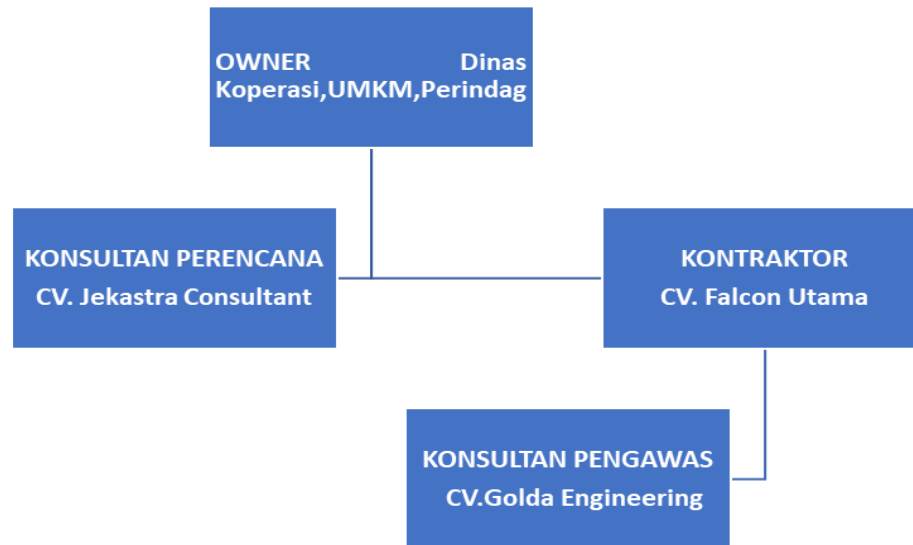 OWNER Dinas
Koperasi,UMKM,Perindag
KONSULTAN PERENCANA
CV. Jekastra Consultant
KONTRAKTOR
CV. Falcon Utama
KONSULTAN PENGAWAS
CV.Golda Engineering